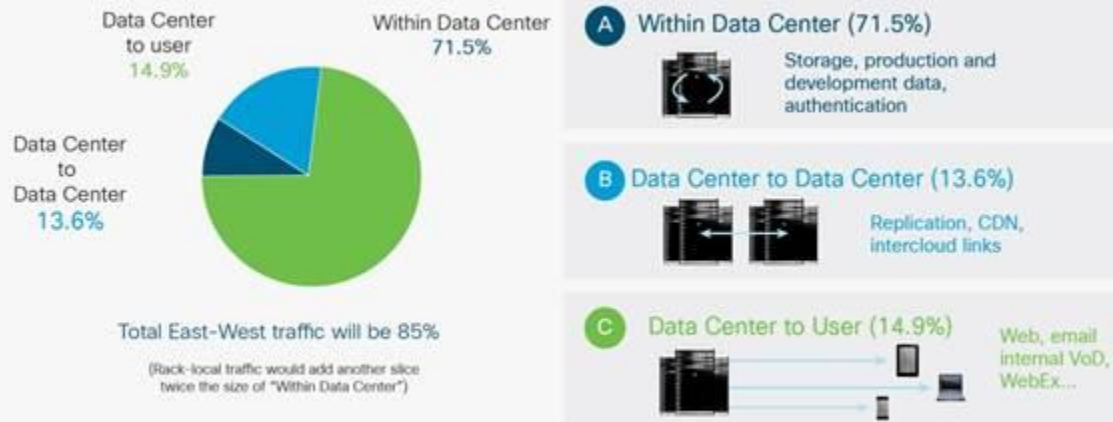 Data Center
to user
14.9%
Within Data Center
71.5%
Data Center
to
Data Center
13.6%
Total East-West traffic will be 85%
(Rack-local traffic would add another slice
twice the size of "Within Data Center")
A Within Data Center (71.5%)
Storage, production and
development data,
authentication
B Data Center to Data Center (13.6%)
Replication, CDN,
intercloud links
C Data Center to User (14.9%)
Web, email
internal VoD,
WebEx...